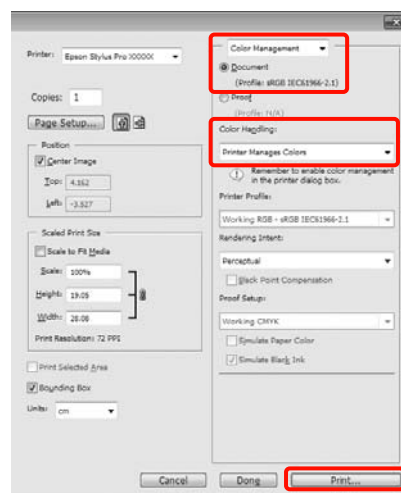 Printer: Epson Stylus Pro XXXXX
Copies: 1
Page Setup...
Position
Center Image
Top: 4.162
Left: -3.527
Scaled Print Size
Scale to Fit Media
Scale: 100%
Height: 19.05
Width: 28.08
Print Resolution: 72 PPI
Print Selected Area
Bounding Box
Units: cm
Color Management
Document
(Profile: sRGB IEC61966-2.1)
Proof
(Profile: N/A)
Color Handling:
Printer Manages Colors
Remember to enable color management
in the printer dialog box.
Printer Profile:
Working RGB - sRGB IEC61966-2.1
Rendering Intent:
Perceptual
Black Point Compensation
Proof Setup:
Working CMYK
Simulate Paper Color
Simulate Black Ink
Cancel
Done
Print...